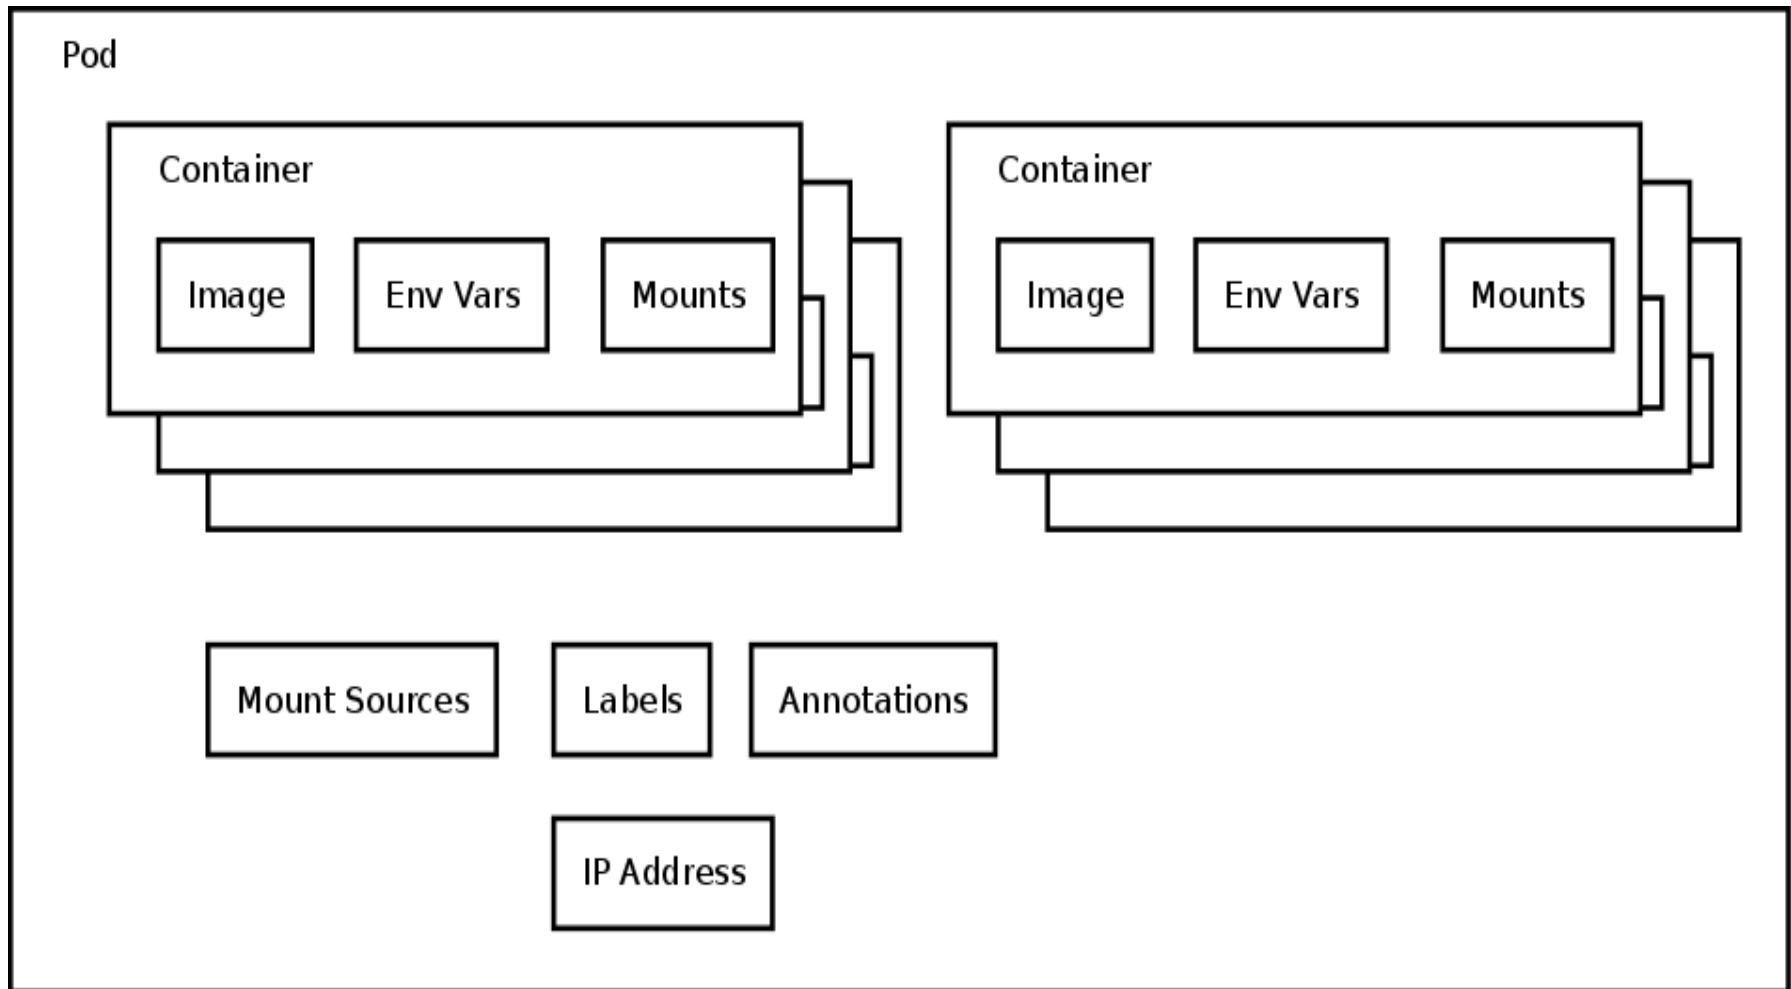 Pod
Container
Image
Env Vars
Mounts
Container
Image
Env Vars
Mounts
Mount Sources
Labels
Annotations
IP Address